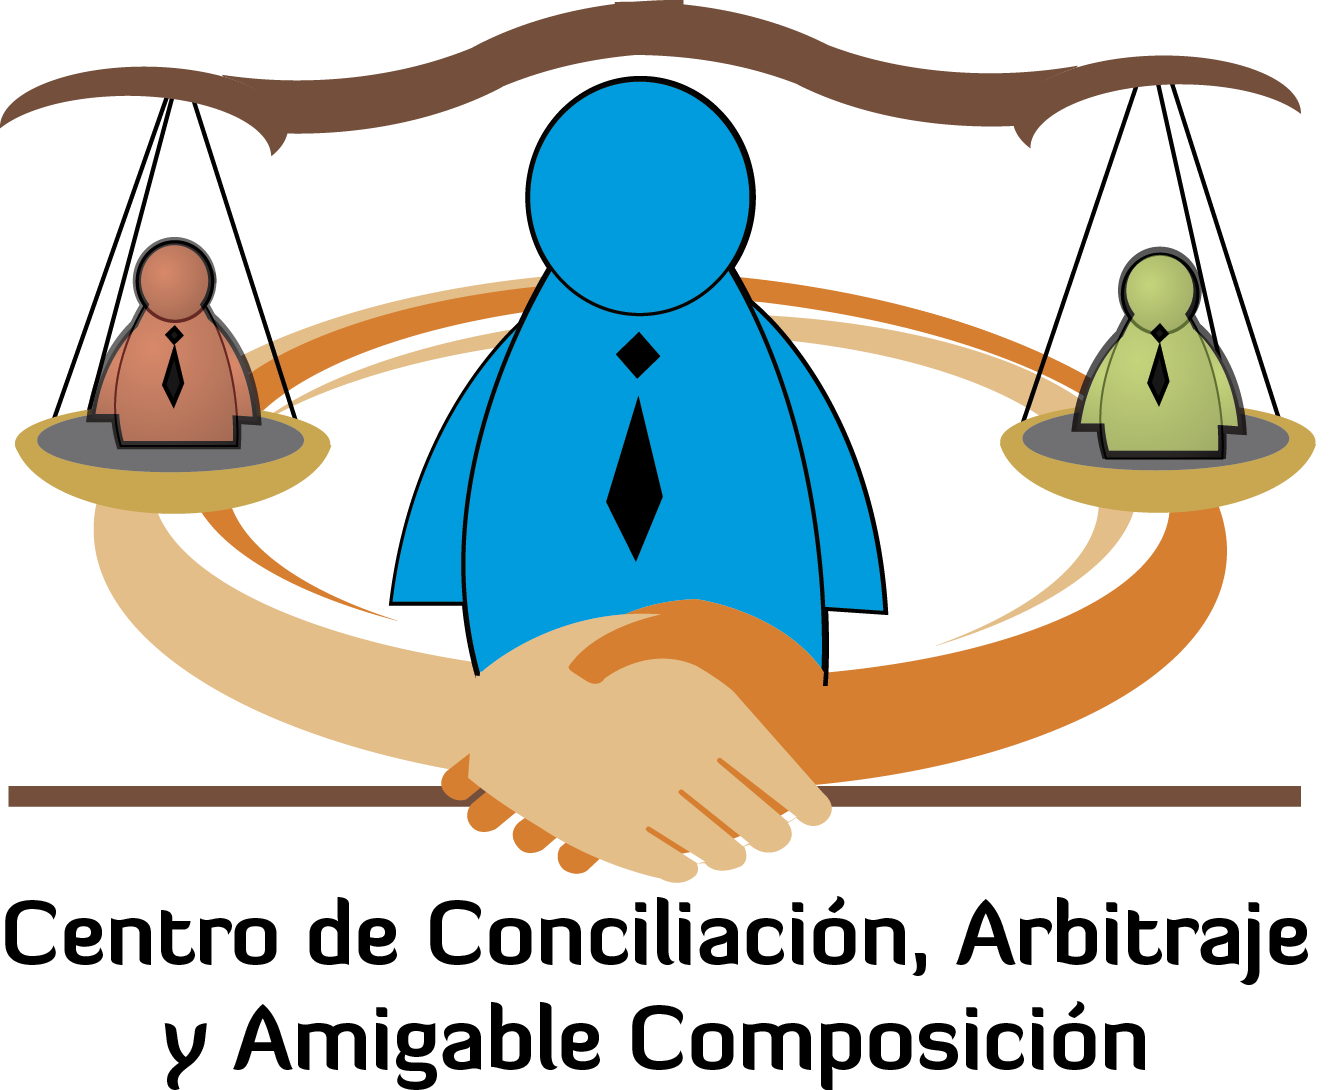 Centro de Conciliación, Arbitraje
y Amigable Composición